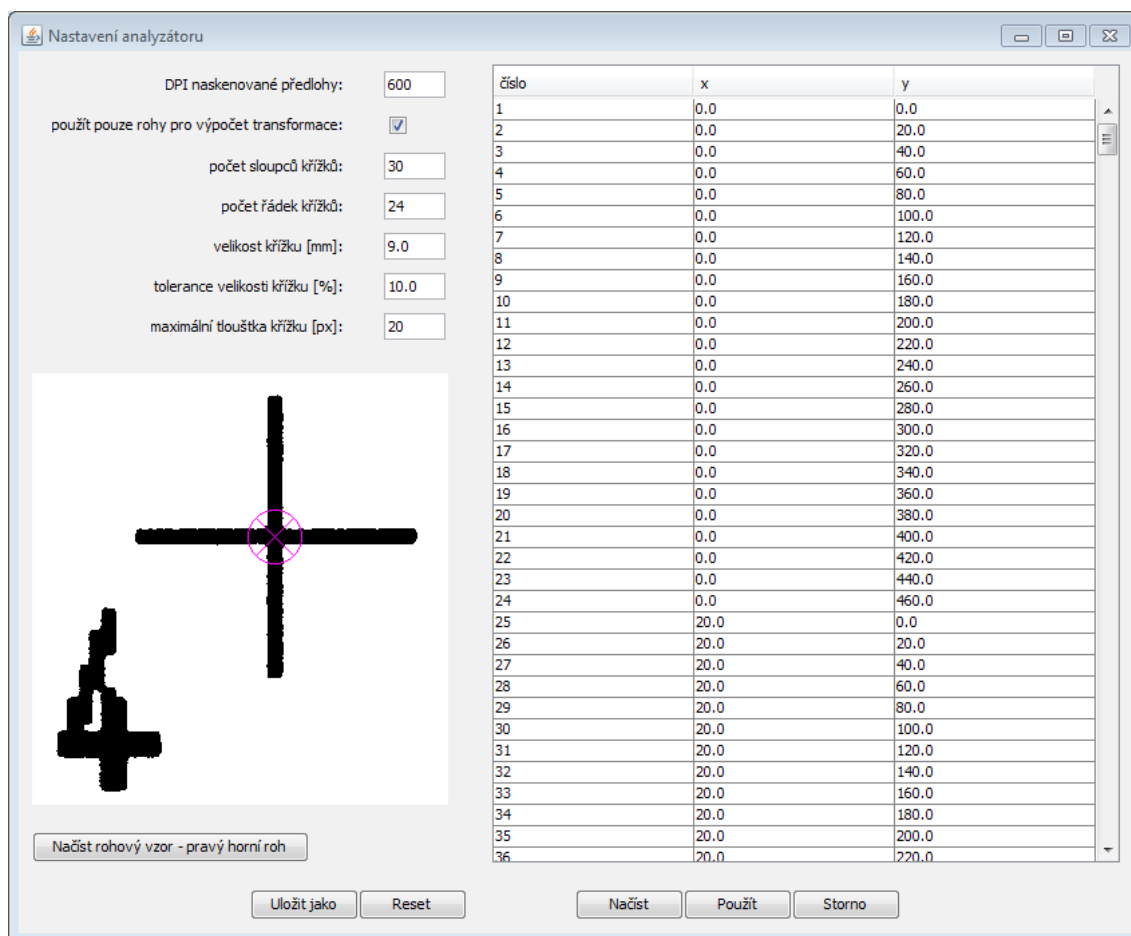 Nastavení analyzátoru
DPI naskenované předlohy: 600
použít pouze rohy pro výpočet transformace:
počet sloupců křížků: 30
počet řádek křížků: 24
velikost křížku [mm]: 9.0
tolerance velikosti křížku [%]: 10.0
maximální tlouštka křížku [px]: 20
4
Načíst rohový vzor - pravý horní roh
číslo x y
1 0.0 0.0
2 0.0 20.0
3 0.0 40.0
4 0.0 60.0
5 0.0 80.0
6 0.0 100.0
7 0.0 120.0
8 0.0 140.0
9 0.0 160.0
10 0.0 180.0
11 0.0 200.0
12 0.0 220.0
13 0.0 240.0
14 0.0 260.0
15 0.0 280.0
16 0.0 300.0
17 0.0 320.0
18 0.0 340.0
19 0.0 360.0
20 0.0 380.0
21 0.0 400.0
22 0.0 420.0
23 0.0 440.0
24 0.0 460.0
25 20.0 0.0
26 20.0 20.0
27 20.0 40.0
28 20.0 60.0
29 20.0 80.0
30 20.0 100.0
31 20.0 120.0
32 20.0 140.0
33 20.0 160.0
34 20.0 180.0
35 20.0 200.0
36 20.0 220.0
Uložit jako Reset Načíst Použít Storno